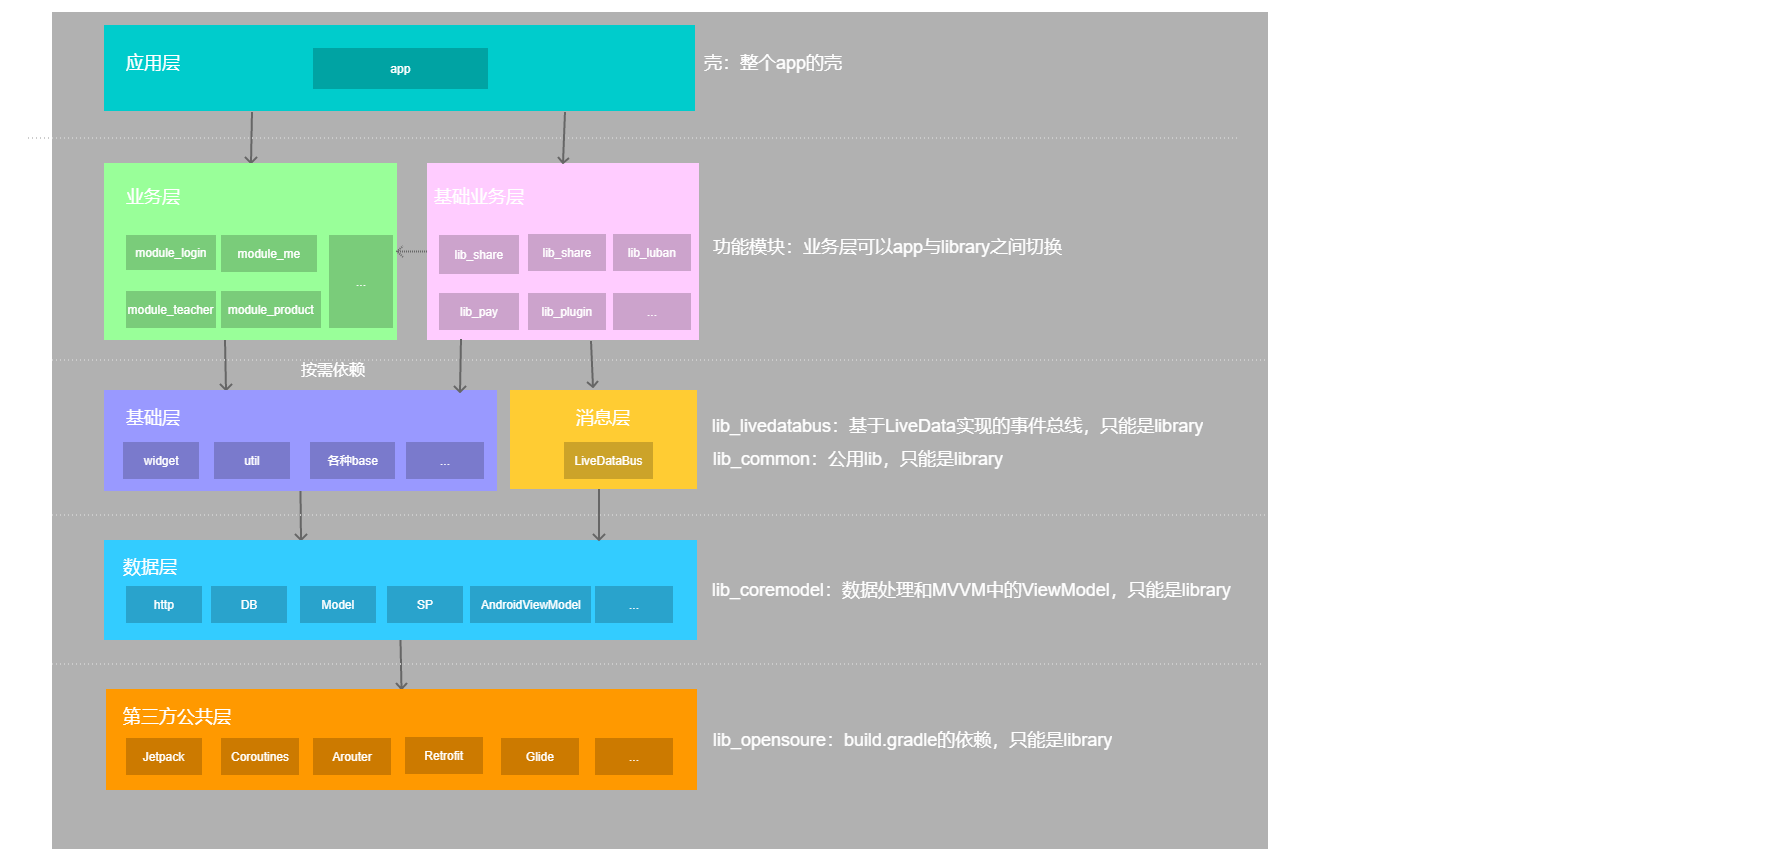 应用层
app
壳：整个app的壳
业务层
module_login
module_me
...
module_teacher
module_product
基础业务层
lib_share
lib_share
lib_luban
lib_pay
lib_plugin
...
功能模块：业务层可以app与library之间切换
按需依赖
基础层
widget
util
各种base
...
消息层
LiveDataBus
lib_livedatabus：基于LiveData实现的事件总线，只能是library
lib_common：公用lib，只能是library
数据层
http
DB
Model
SP
AndroidViewModel
...
lib_coremodel：数据处理和MVVM中的ViewModel，只能是library
第三方公共层
Jetpack
Coroutines
Arouter
Retrofit
Glide
...
lib_opensoure：build.gradle的依赖，只能是library